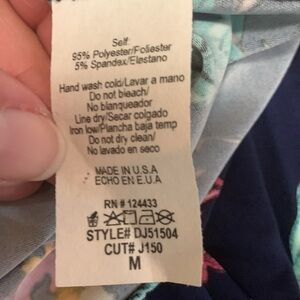 Self
95% Polyester/Foliester
5% Spandex/Elastano
Hand wash cold/Lavar a mano
Do not bleach/
No blanqueador
Line dry/Secar colgado
Iron low/Plancha baja temp
Do not dry clean/
No lavado en seco
MADE IN U.S.A
ECHO EN E.U.A
RN # 124433
STYLE# DJ51504
CUT# J150
M